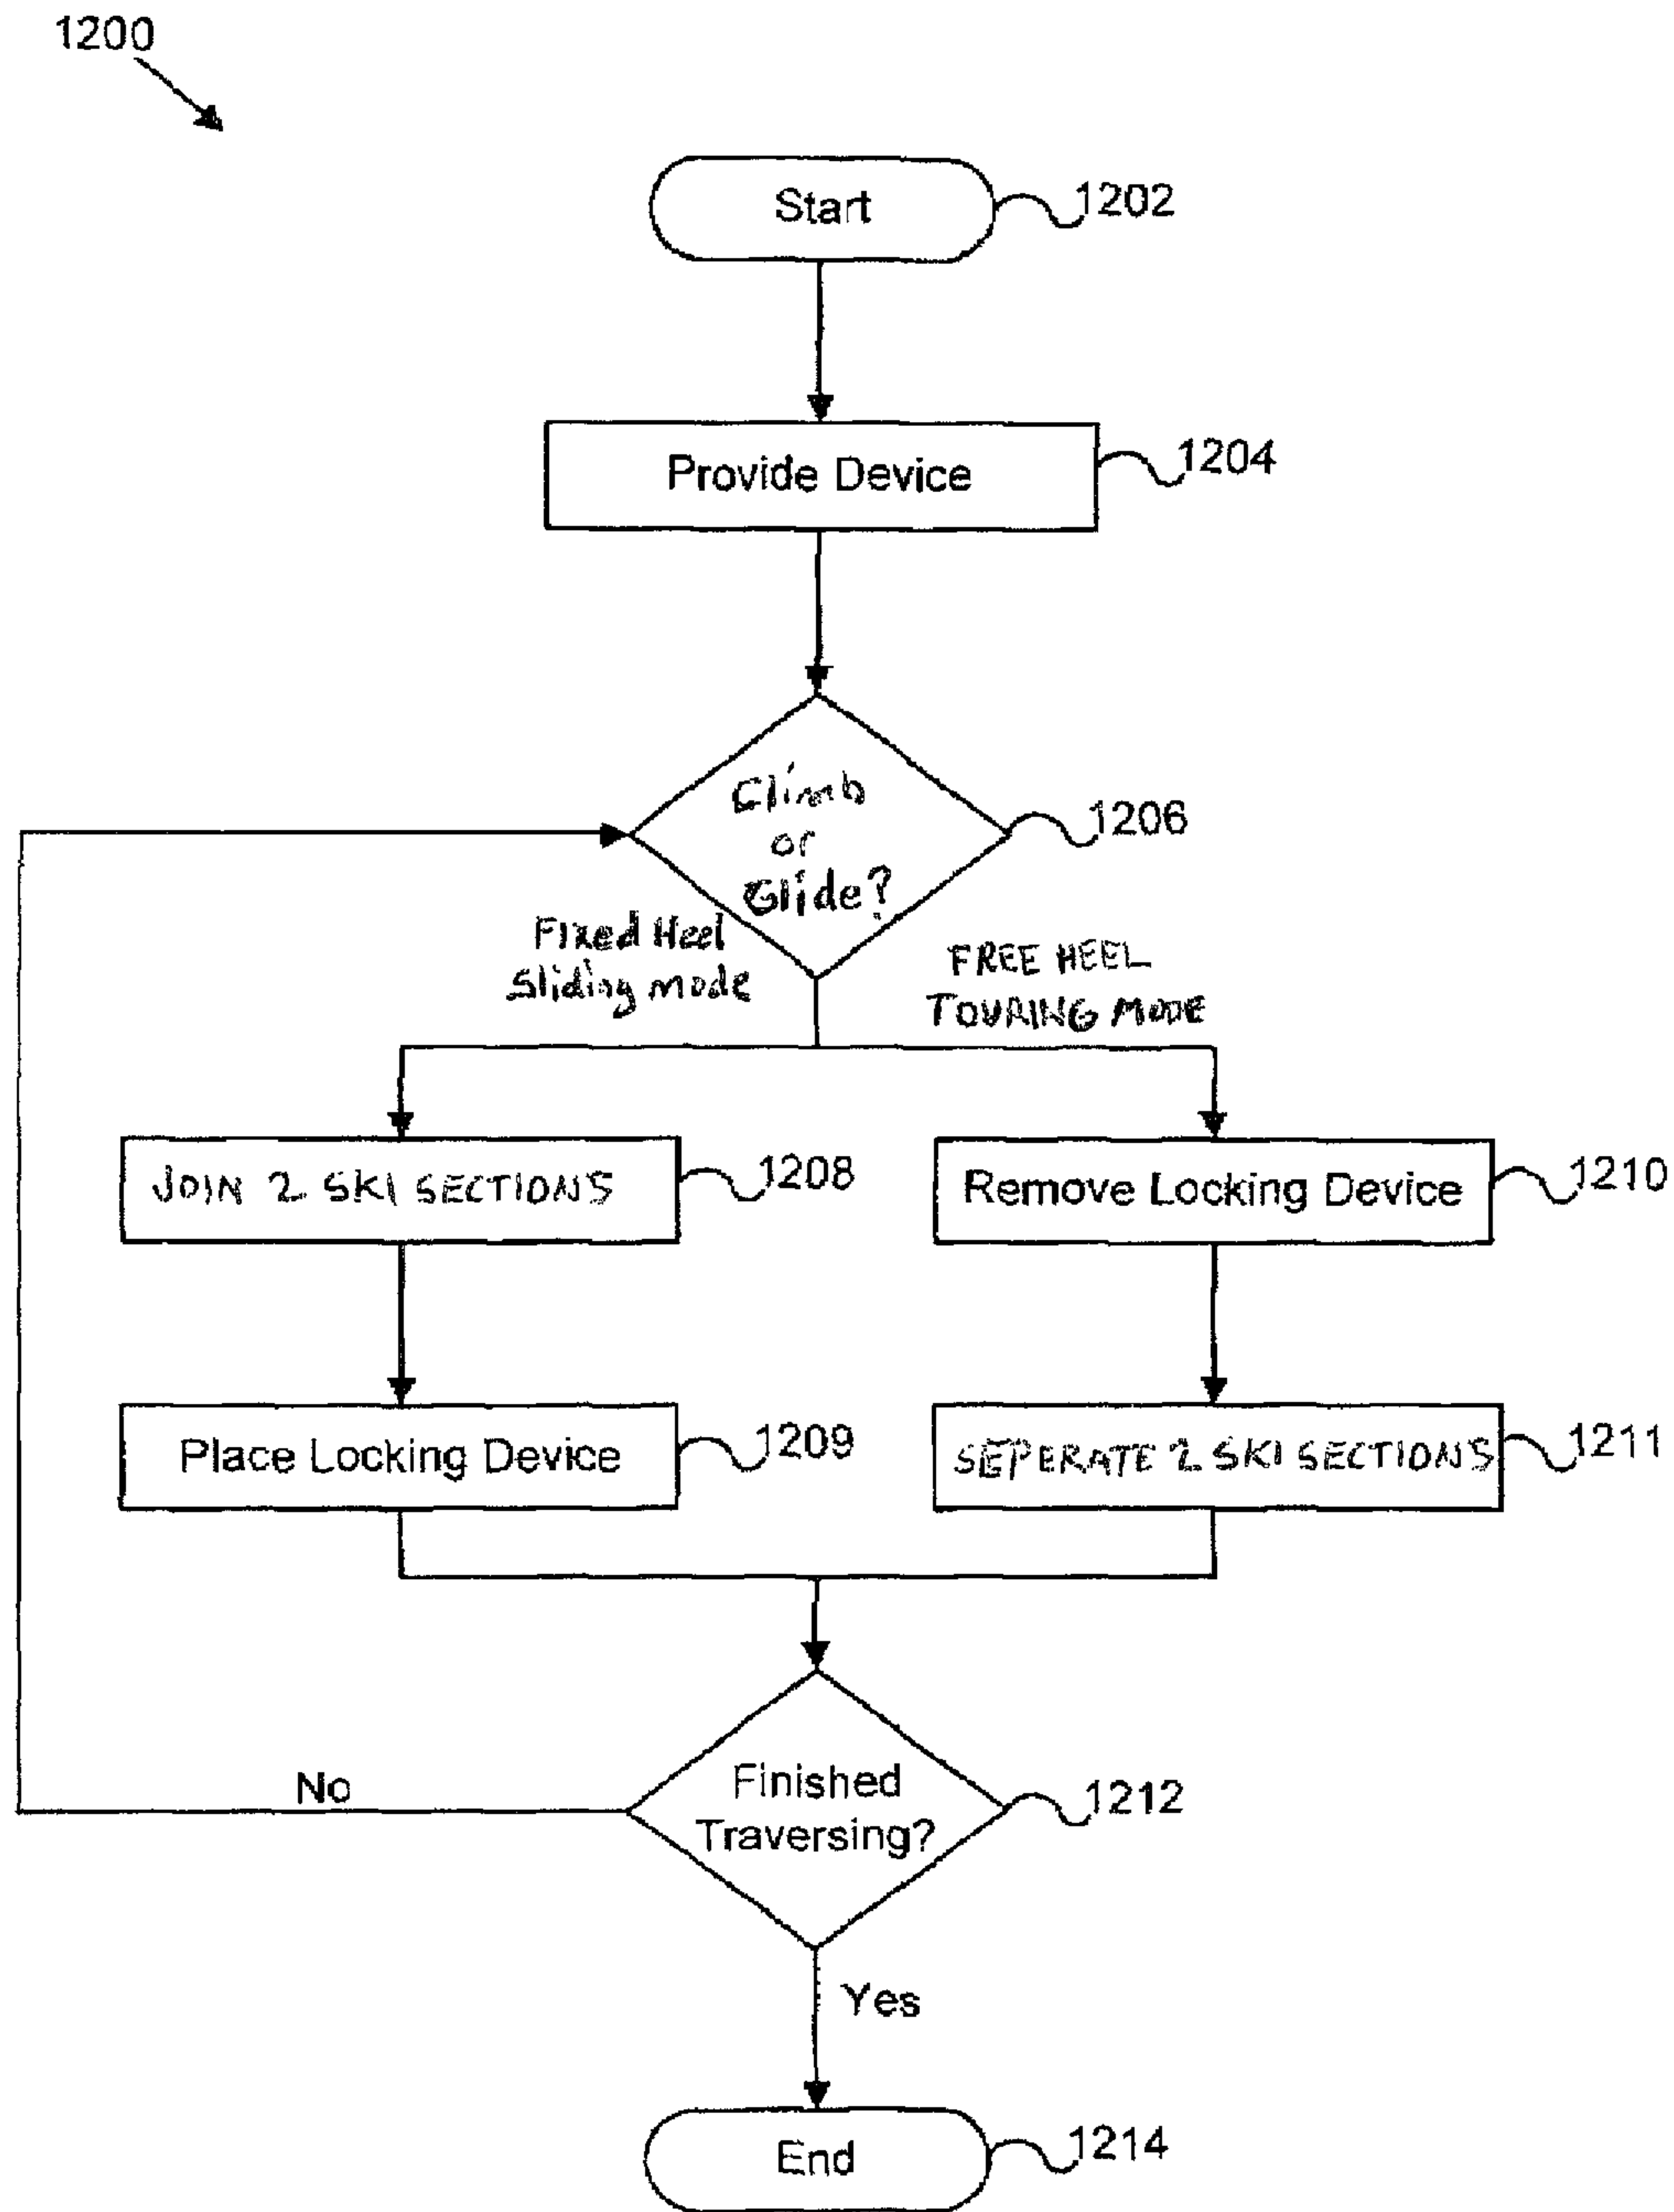 1200
Start
1202
Provide Device
1204
Climb
or
Glide?
1206
Fixed Heel
Sliding mode
FREE HEEL
TOURING MODE
JOIN 2 SKI SECTIONS
1208
Remove Locking Device
1210
Place Locking Device
1209
SEPERATE 2 SKI SECTIONS
1211
Finished
Traversing?
1212
No
Yes
End
1214